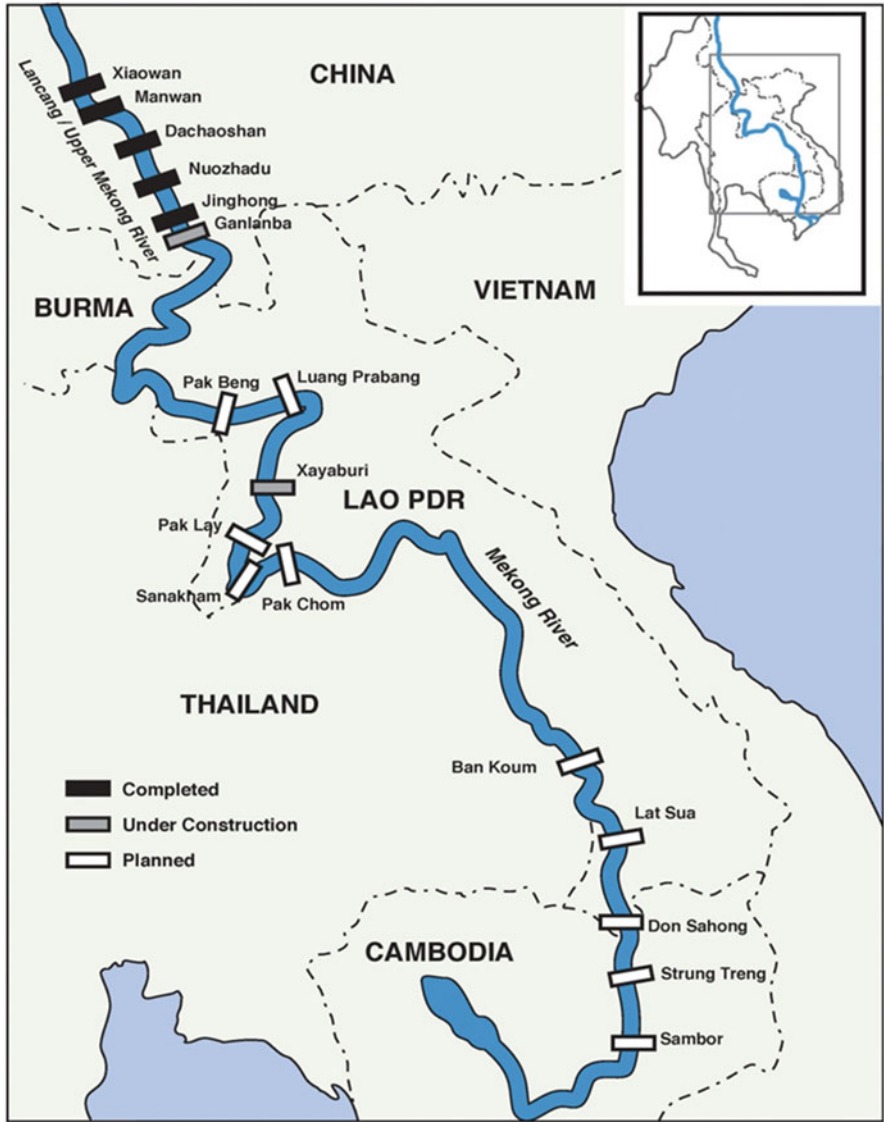 CHINA
Xiaowan
Manwan
Dachaoshan
Nuozhadu
Jinghong
Ganlanba
Lancang / Upper Mekong River
BURMA
VIETNAM
Pak Beng
Luang Prabang
Xayaburi
LAO PDR
Pak Lay
Sanakham
Pak Chom
Mekong River
THAILAND
Ban Koum
Lat Sua
Completed
Under Construction
Planned
Don Sahong
CAMBODIA
Strung Treng
Sambor